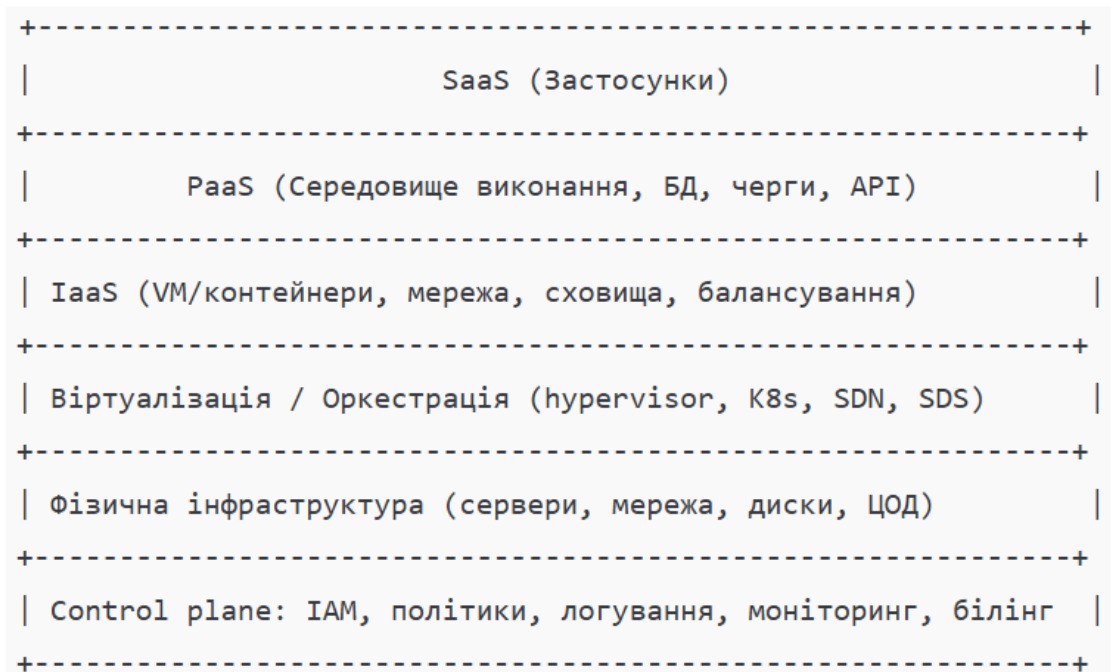 +--------------------------------------------------------------+
| SaaS (Застосунки) |
+--------------------------------------------------------------+
| PaaS (Середовище виконання, БД, черги, API) |
+--------------------------------------------------------------+
| IaaS (VM/контейнери, мережа, сховища, балансування) |
+--------------------------------------------------------------+
| Віртуалізація / Оркестрація (hypervisor, K8s, SDN, SDS) |
+--------------------------------------------------------------+
| Фізична інфраструктура (сервери, мережа, диски, ЦОД) |
+--------------------------------------------------------------+
| Control plane: IAM, політики, логування, моніторинг, білінг |
+--------------------------------------------------------------+